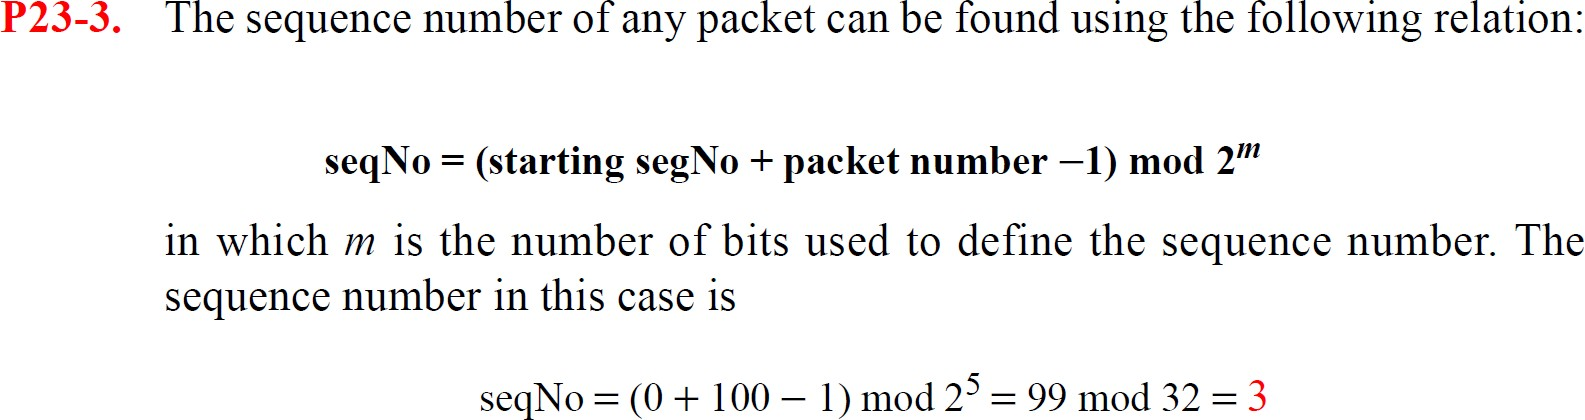 P23-3. The sequence number of any packet can be found using the following relation:
seqNo = (starting segNo + packet number −1) mod 2^m
in which m is the number of bits used to define the sequence number. The
sequence number in this case is
seqNo = (0 + 100 − 1) mod 2^5 = 99 mod 32 = 3